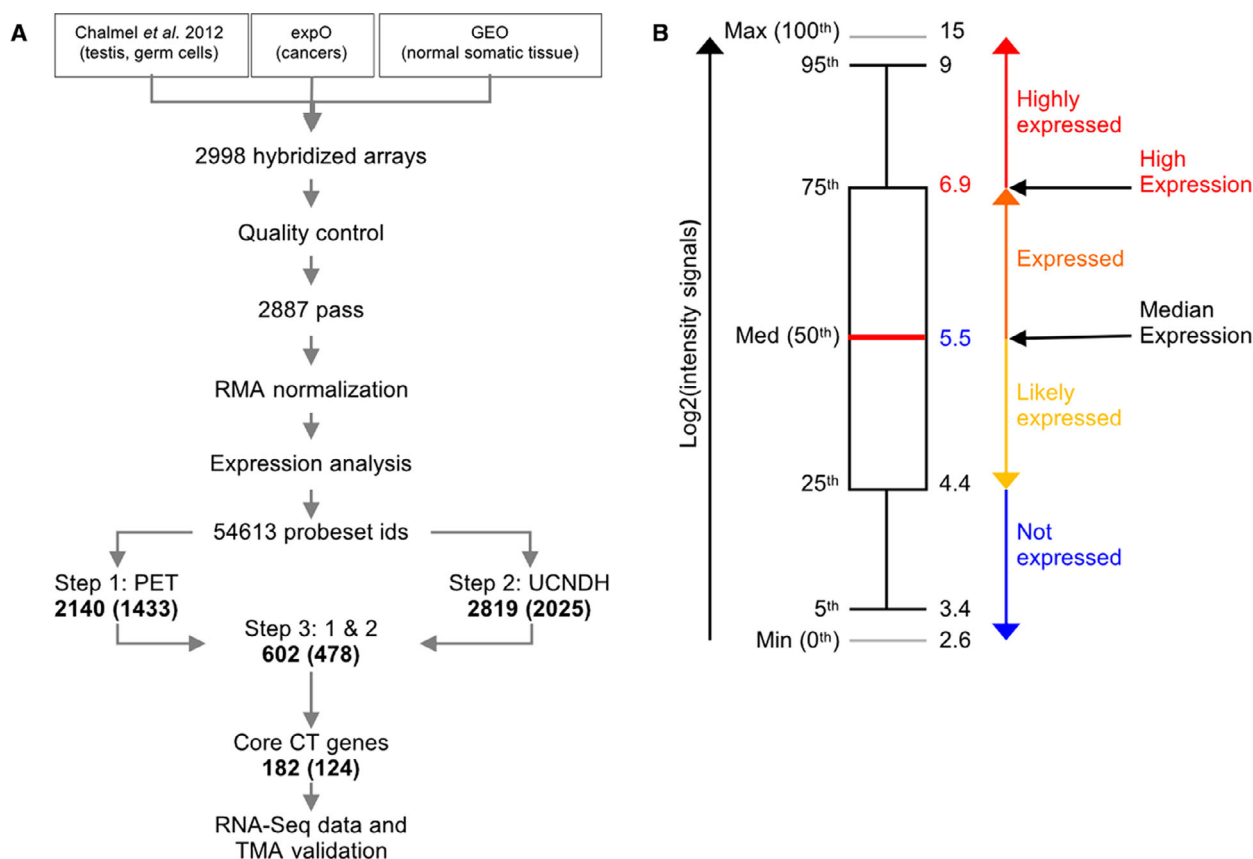 A
Chalmel et al. 2012
(testis, germ cells)
expO
(cancers)
GEO
(normal somatic tissue)
2998 hybridized arrays
Quality control
2887 pass
RMA normalization
Expression analysis
54613 probeset ids
Step 1: PET
2140 (1433)
Step 2: UCNDH
2819 (2025)
Step 3: 1 & 2
602 (478)
Core CT genes
182 (124)
RNA-Seq data and
TMA validation
B
Log2(intensity signals)
Max (100th) 15
95th 9
75th 6.9
Med (50th) 5.5
25th 4.4
5th 3.4
Min (0th) 2.6
Highly
expressed
High
Expression
Expressed
Median
Expression
Likely
expressed
Not
expressed